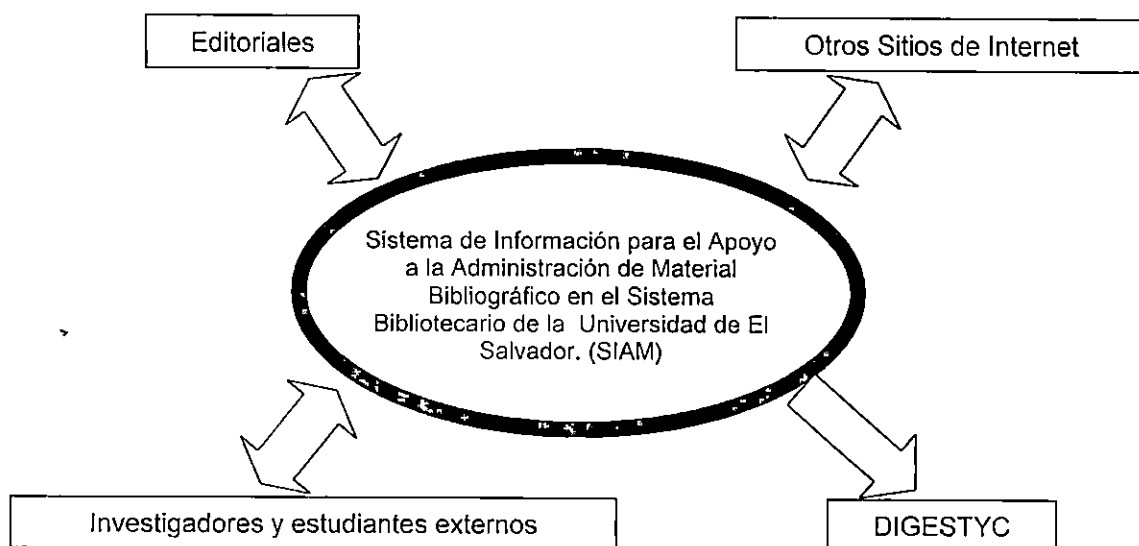 Editoriales
Otros Sitios de Internet
Sistema de Información para el Apoyo
a la Administración de Material
Bibliográfico en el Sistema
Bibliotecario de la Universidad de El
Salvador. (SIAM)
Investigadores y estudiantes externos
DIGESTYC